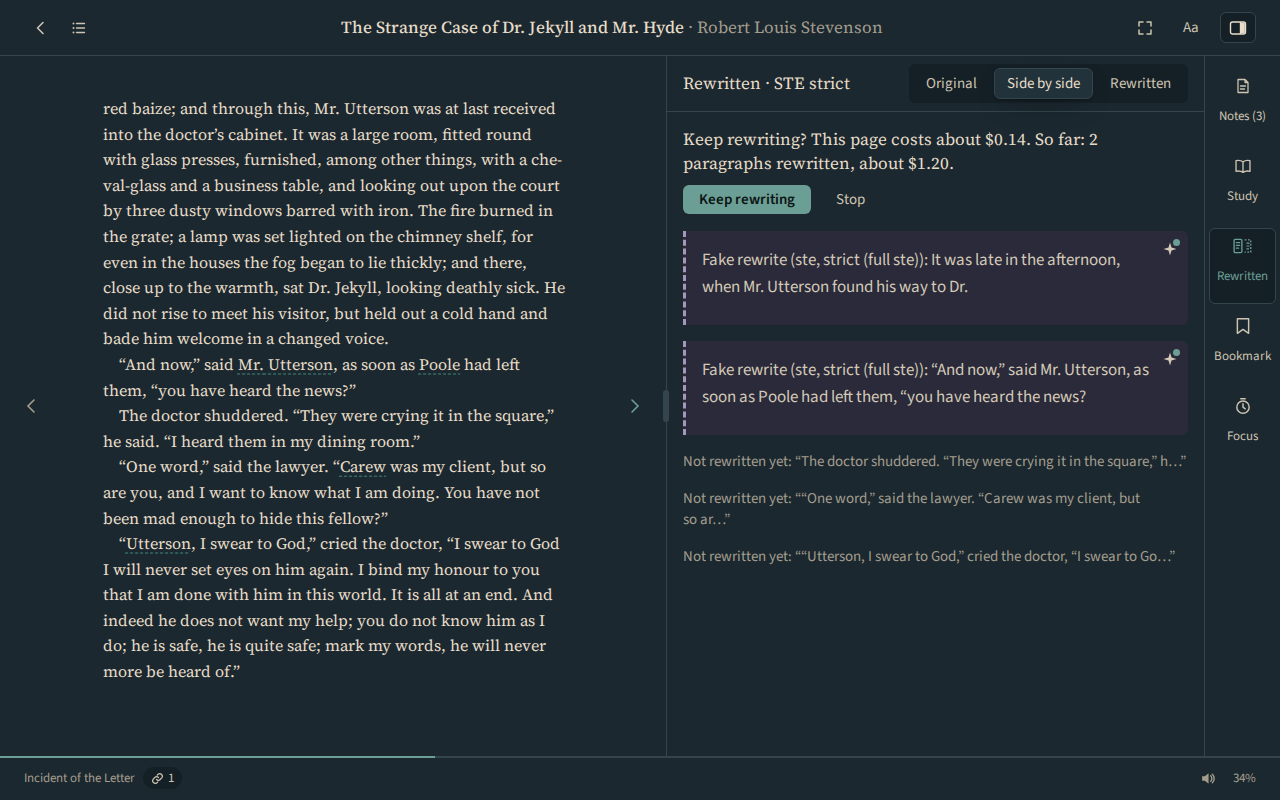 The Strange Case of Dr. Jekyll and Mr. Hyde · Robert Louis Stevenson
Aa
red baize; and through this, Mr. Utterson was at last received
into the doctor’s cabinet. It was a large room, fitted round
with glass presses, furnished, among other things, with a che-
val-glass and a business table, and looking out upon the court
by three dusty windows barred with iron. The fire burned in
the grate; a lamp was set lighted on the chimney shelf, for
even in the houses the fog began to lie thickly; and there,
close up to the warmth, sat Dr. Jekyll, looking deathly sick. He
did not rise to meet his visitor, but held out a cold hand and
bade him welcome in a changed voice.
“And now,” said Mr. Utterson, as soon as Poole had left
them, “you have heard the news?”
The doctor shuddered. “They were crying it in the square,”
he said. “I heard them in my dining room.”
“One word,” said the lawyer. “Carew was my client, but so
are you, and I want to know what I am doing. You have not
been mad enough to hide this fellow?”
“Utterson, I swear to God,” cried the doctor, “I swear to God
I will never set eyes on him again. I bind my honour to you
that I am done with him in this world. It is all at an end. And
indeed he does not want my help; you do not know him as I
do; he is safe, he is quite safe; mark my words, he will never
more be heard of.”
Rewritten · STE strict
Original
Side by side
Rewritten
Keep rewriting? This page costs about $0.14. So far: 2
paragraphs rewritten, about $1.20.
Keep rewriting
Stop
Fake rewrite (ste, strict (full ste)): It was late in the afternoon,
when Mr. Utterson found his way to Dr.
Fake rewrite (ste, strict (full ste)): “And now,” said Mr. Utterson, as
soon as Poole had left them, “you have heard the news?
Not rewritten yet: “The doctor shuddered. “They were crying it in the square,” h…”
Not rewritten yet: ““One word,” said the lawyer. “Carew was my client, but
so ar…”
Not rewritten yet: ““Utterson, I swear to God,” cried the doctor, “I swear to Go…”
Notes (3)
Study
Rewritten
Bookmark
Focus
Incident of the Letter
1
34%